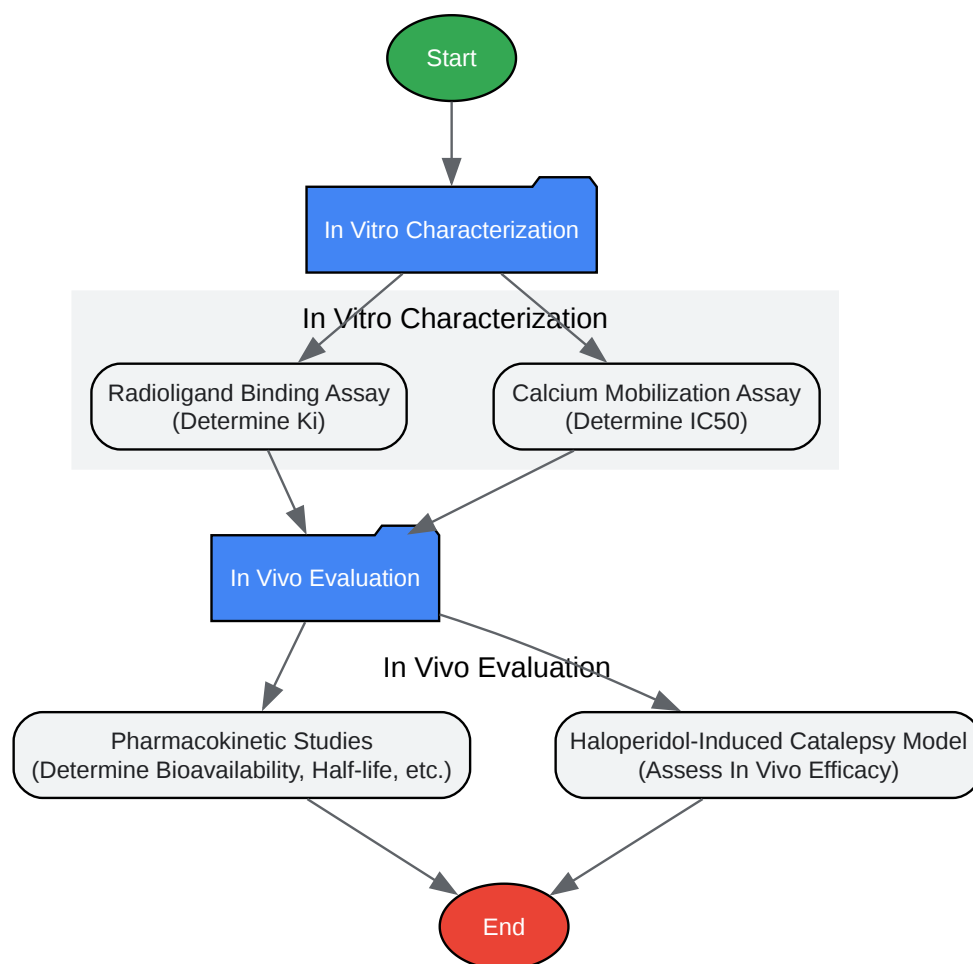 Start
In Vitro Characterization
In Vitro Characterization
Radioligand Binding Assay
(Determine Ki)
Calcium Mobilization Assay
(Determine IC50)
In Vivo Evaluation
In Vivo Evaluation
Pharmacokinetic Studies
(Determine Bioavailability, Half-life, etc.)
Haloperidol-Induced Catalepsy Model
(Assess In Vivo Efficacy)
End